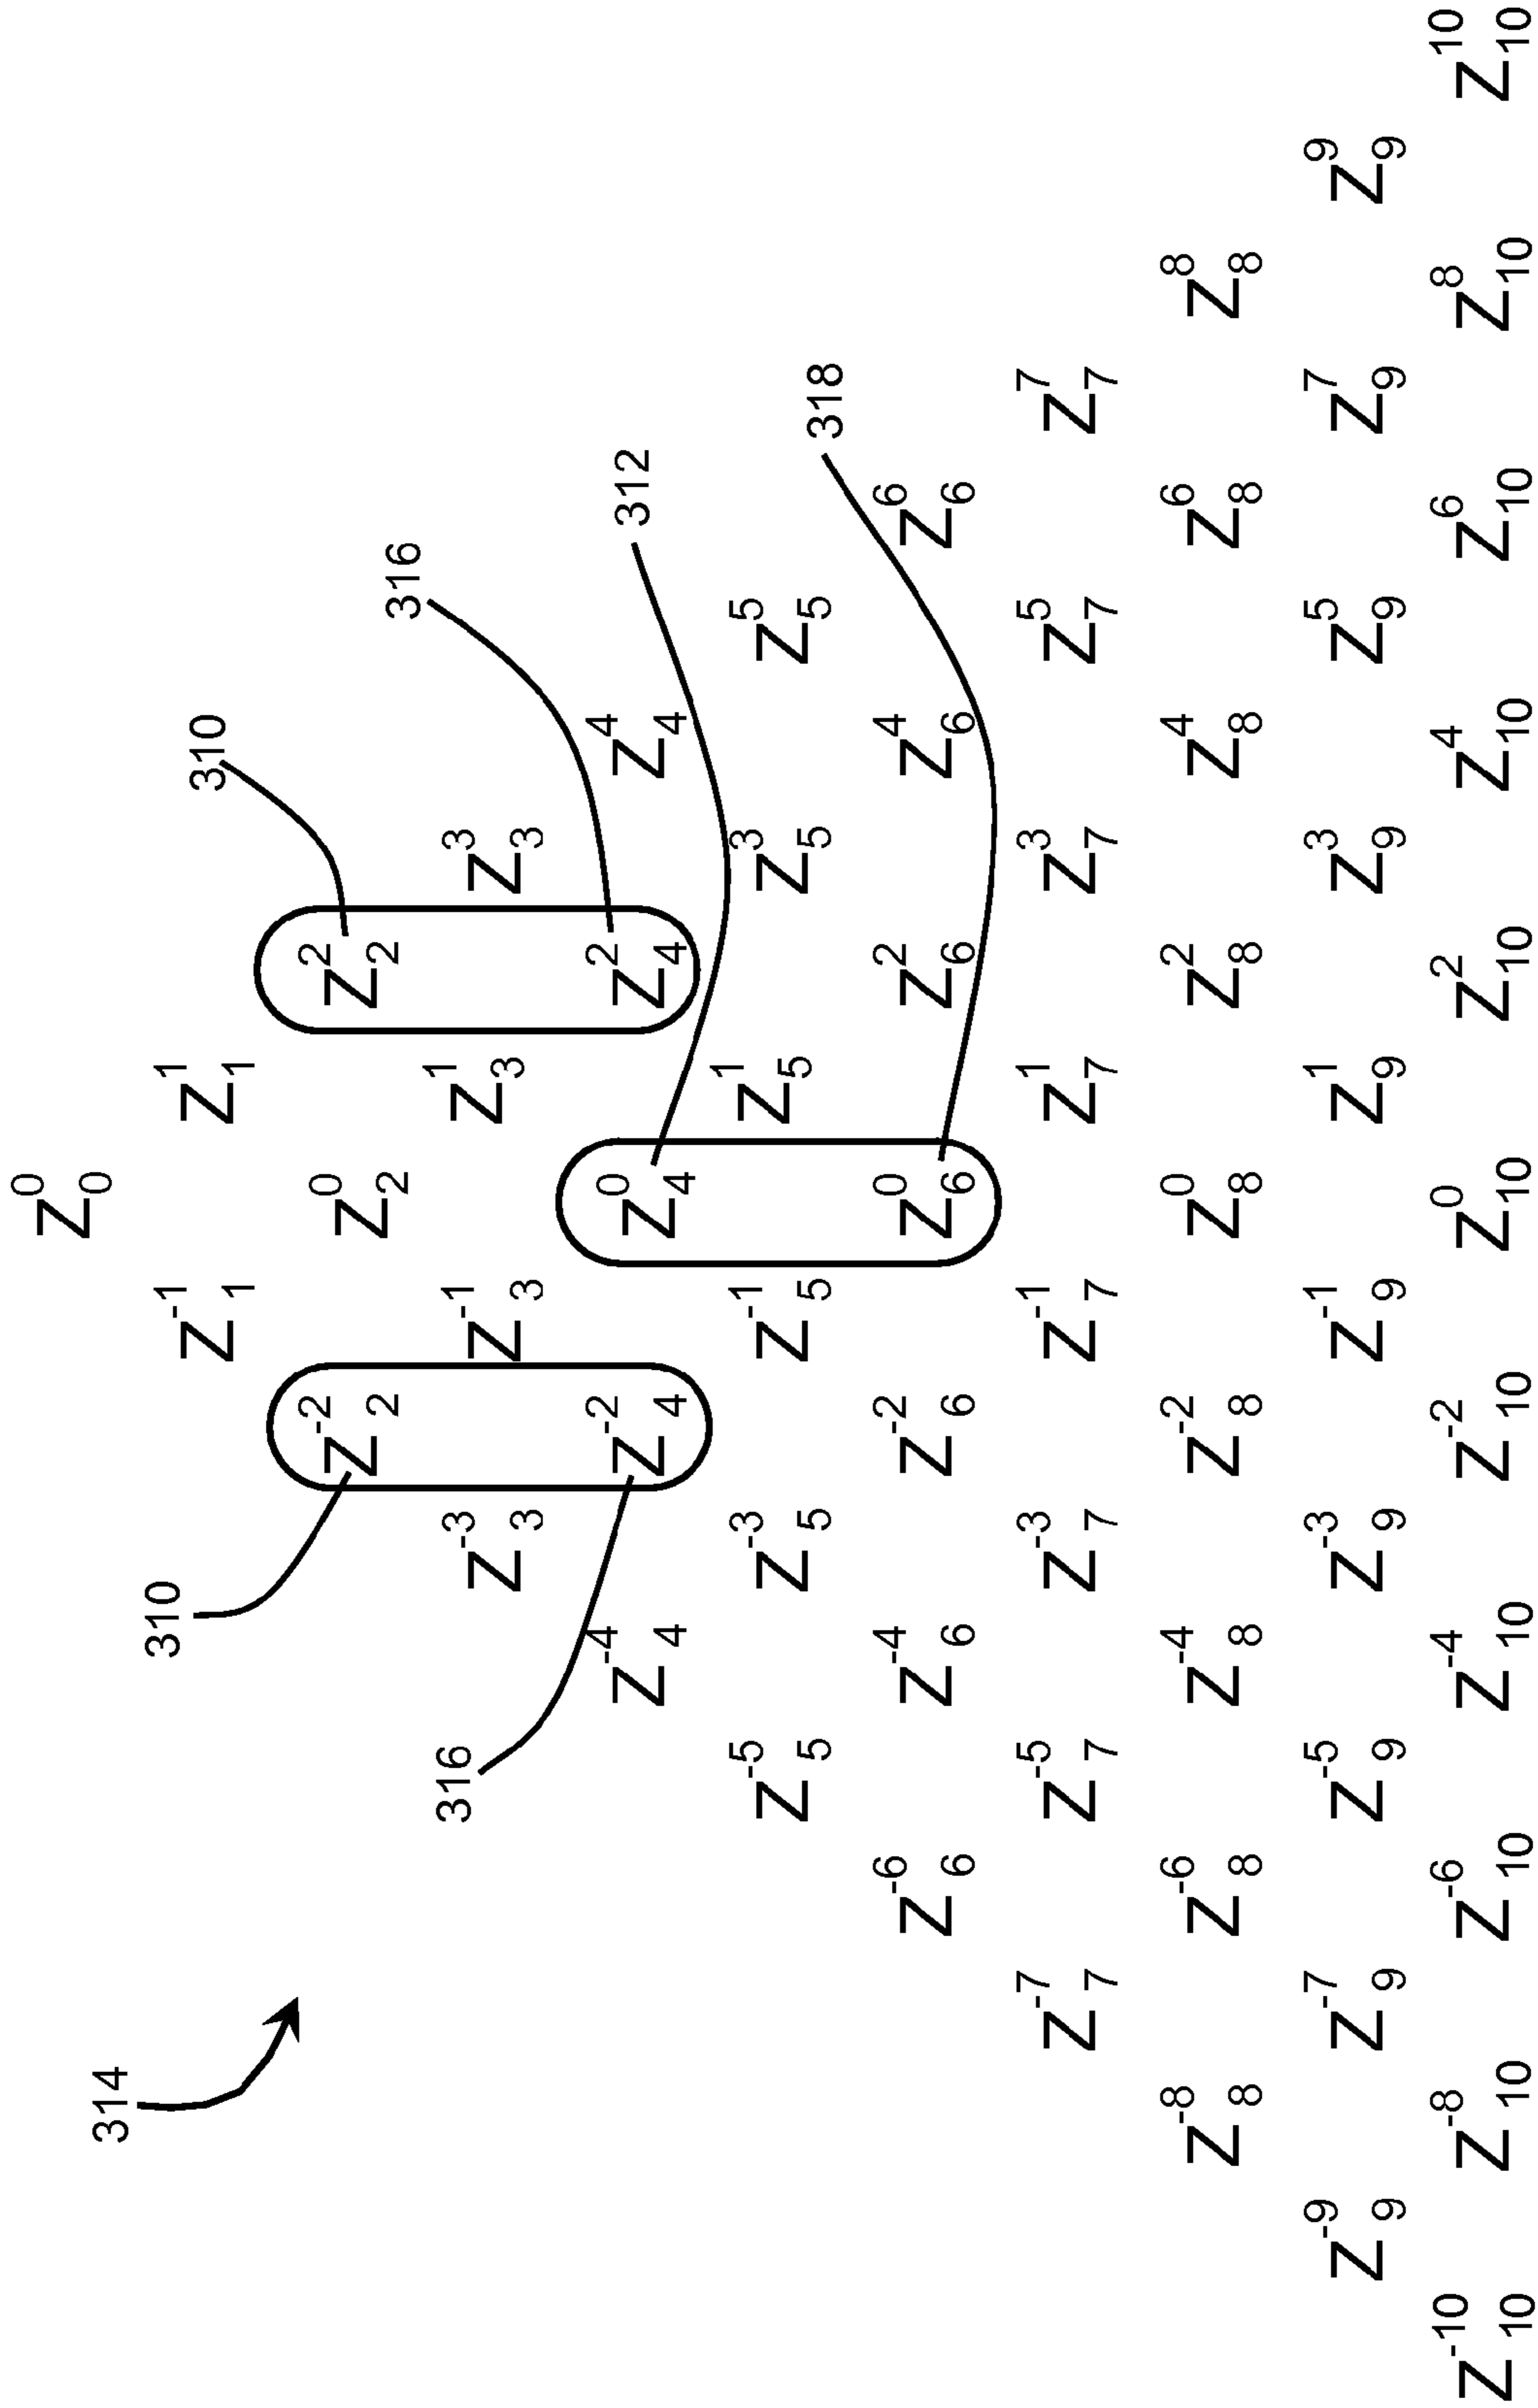 Z₀⁰
314
310
Z₁⁻¹ Z₁¹ 310
Z₂⁻² Z₂⁰ Z₂²
316
316
Z₃⁻³ Z₃⁻¹ Z₃¹ Z₃³
Z₄⁻⁴ Z₄⁻² Z₄⁰ Z₄² Z₄⁴ 312
Z₅⁻⁵ Z₅⁻³ Z₅⁻¹ Z₅¹ Z₅³ Z₅⁵
318
Z₆⁻⁶ Z₆⁻⁴ Z₆⁻² Z₆⁰ Z₆² Z₆⁴ Z₆⁶
Z₇⁻⁷ Z₇⁻⁵ Z₇⁻³ Z₇⁻¹ Z₇¹ Z₇³ Z₇⁵ Z₇⁷
Z₈⁻⁸ Z₈⁻⁶ Z₈⁻⁴ Z₈⁻² Z₈⁰ Z₈² Z₈⁴ Z₈⁶ Z₈⁸
Z₉⁻⁹ Z₉⁻⁷ Z₉⁻⁵ Z₉⁻³ Z₉⁻¹ Z₉¹ Z₉³ Z₉⁵ Z₉⁷ Z₉⁹
Z₁₀⁻¹⁰ Z₁₀⁻⁸ Z₁₀⁻⁶ Z₁₀⁻⁴ Z₁₀⁻² Z₁₀⁰ Z₁₀² Z₁₀⁴ Z₁₀⁶ Z₁₀⁸ Z₁₀¹⁰